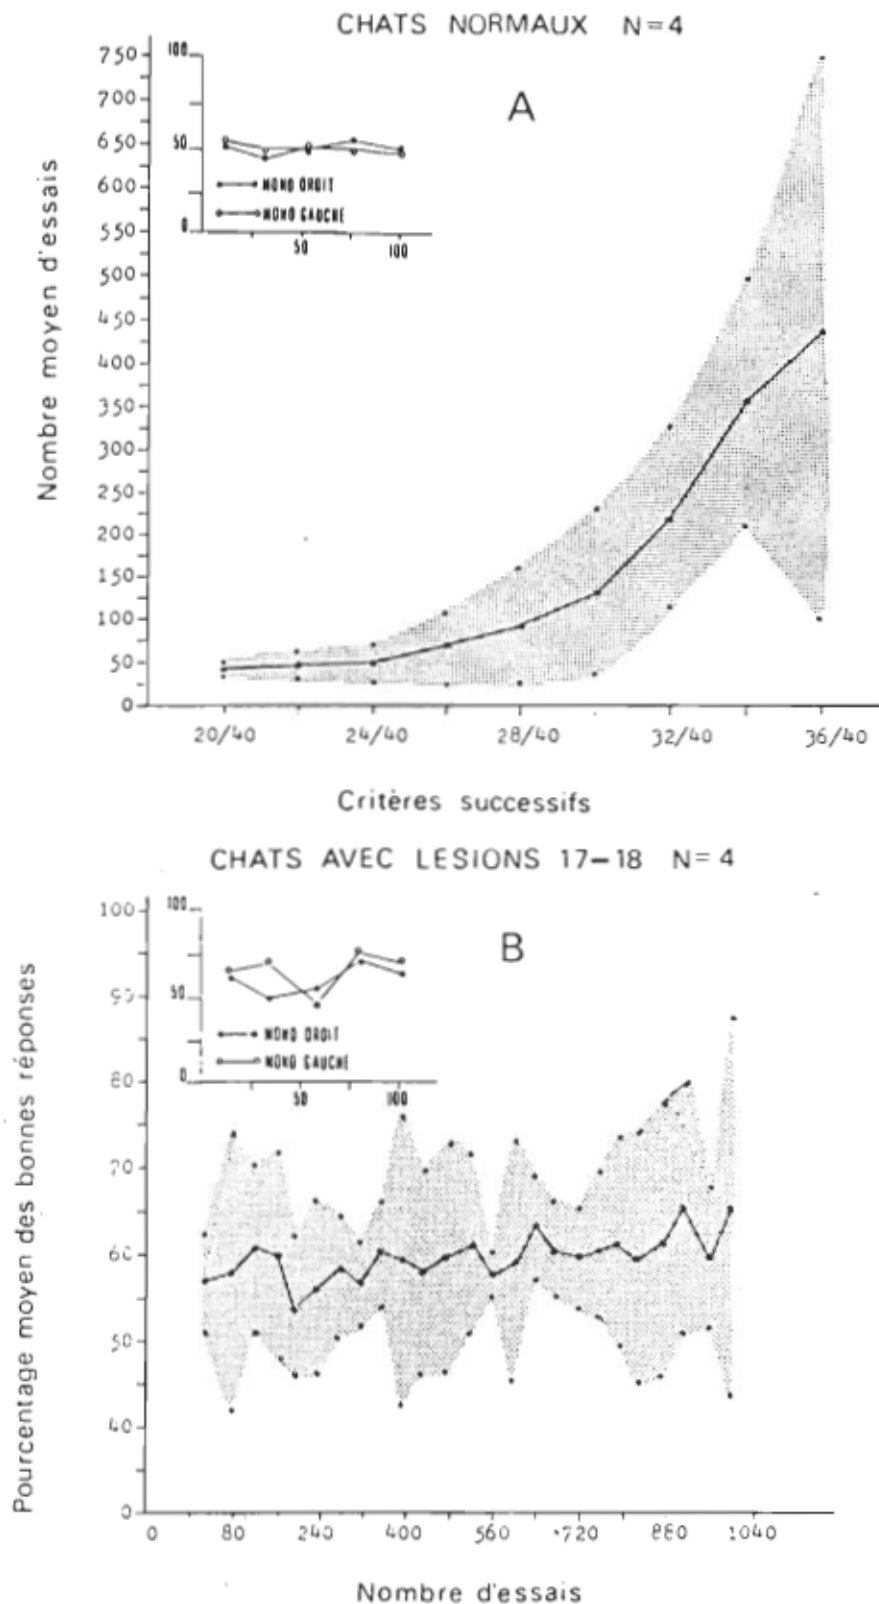 CHATS NORMAUX N=4
A
Nombre moyen d'essais
750
700
650
600
550
500
450
400
350
300
250
200
150
100
50
0
100
50
0
MONO DROIT
MONO GAUCHE
50 100
20/40 24/40 28/40 32/40 36/40
Critères successifs
CHATS AVEC LESIONS 17-18 N=4
B
Pourcentage moyen des bonnes réponses
100
90
80
70
60
50
40
0
100
50
0
MONO DROIT
MONO GAUCHE
50 100
0 80 240 400 560 720 880 1040
Nombre d'essais